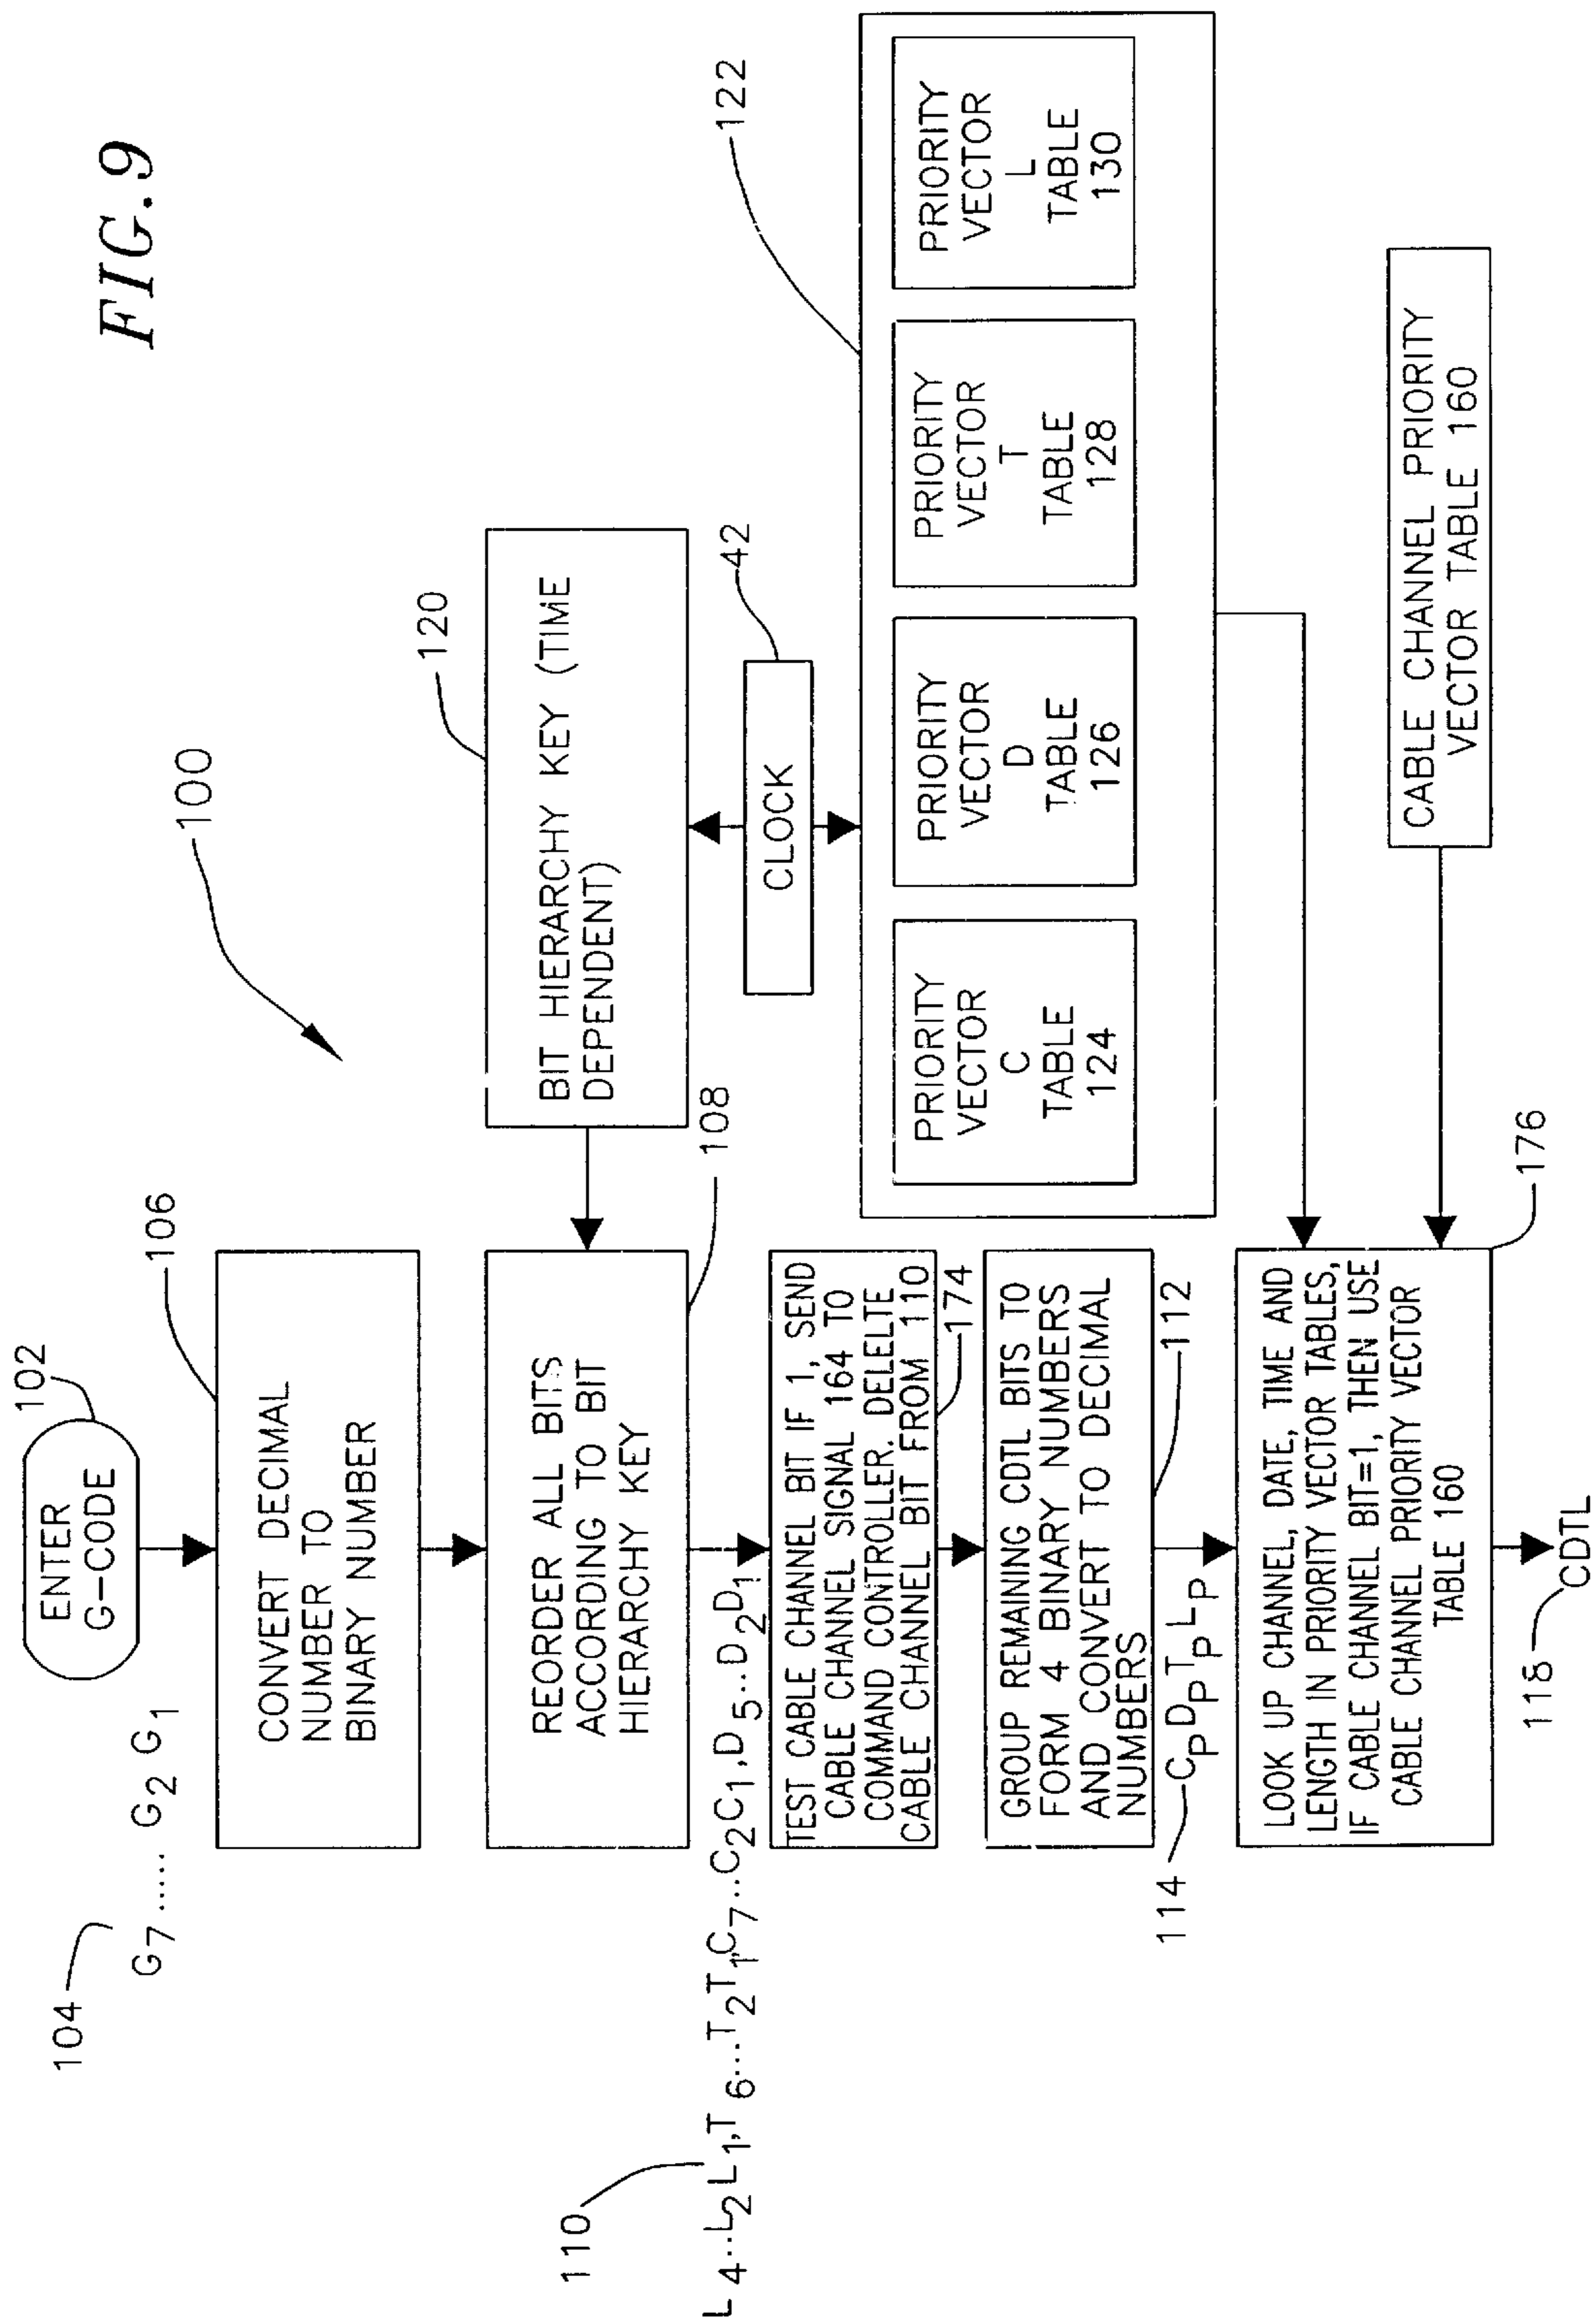 FIG. 9
100
102
ENTER
G-CODE
104
G7 ..... G2 G1
106
CONVERT DECIMAL
NUMBER TO
BINARY NUMBER
120
BIT HIERARCHY KEY (TIME
DEPENDENT)
REORDER ALL BITS
ACCORDING TO BIT
HIERARCHY KEY
108
42
CLOCK
110
L4...L2L1,T6...T2T1,C7...C2C1,D5...D2D1
TEST CABLE CHANNEL BIT IF 1, SEND
CABLE CHANNEL SIGNAL 164 TO
COMMAND CONTROLLER. DELELTE
CABLE CHANNEL BIT FROM 110
174
122
PRIORITY
VECTOR
C
TABLE
124
PRIORITY
VECTOR
D
TABLE
126
PRIORITY
VECTOR
T
TABLE
128
PRIORITY
VECTOR
L
TABLE
130
GROUP REMAINING CDTL BITS TO
FORM 4 BINARY NUMBERS
AND CONVERT TO DECIMAL
NUMBERS
112
114
CPDPTPLP
CABLE CHANNEL PRIORITY
VECTOR TABLE 160
LOOK UP CHANNEL, DATE, TIME AND
LENGTH IN PRIORITY VECTOR TABLES,
IF CABLE CHANNEL BIT=1, THEN USE
CABLE CHANNEL PRIORITY VECTOR
TABLE 160
176
118
CDTL